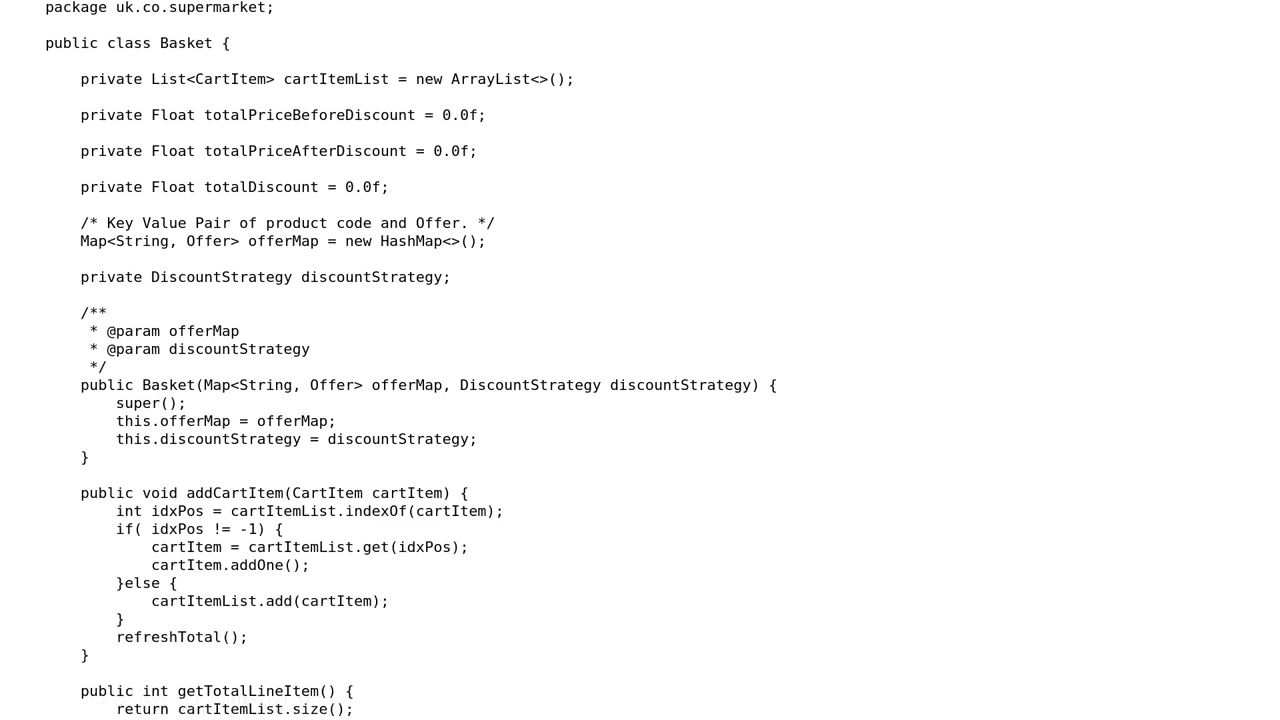 package uk.co.supermarket;
public class Basket {
private List<CartItem> cartItemList = new ArrayList<>();
private Float totalPriceBeforeDiscount = 0.0f;
private Float totalPriceAfterDiscount = 0.0f;
private Float totalDiscount = 0.0f;
/* Key Value Pair of product code and Offer. */
Map<String, Offer> offerMap = new HashMap<>();
private DiscountStrategy discountStrategy;
/**
* @param offerMap
* @param discountStrategy
*/
public Basket(Map<String, Offer> offerMap, DiscountStrategy discountStrategy) {
super();
this.offerMap = offerMap;
this.discountStrategy = discountStrategy;
}
public void addCartItem(CartItem cartItem) {
int idxPos = cartItemList.indexOf(cartItem);
if( idxPos != -1) {
cartItem = cartItemList.get(idxPos);
cartItem.addOne();
}else {
cartItemList.add(cartItem);
}
refreshTotal();
}
public int getTotalLineItem() {
return cartItemList.size();